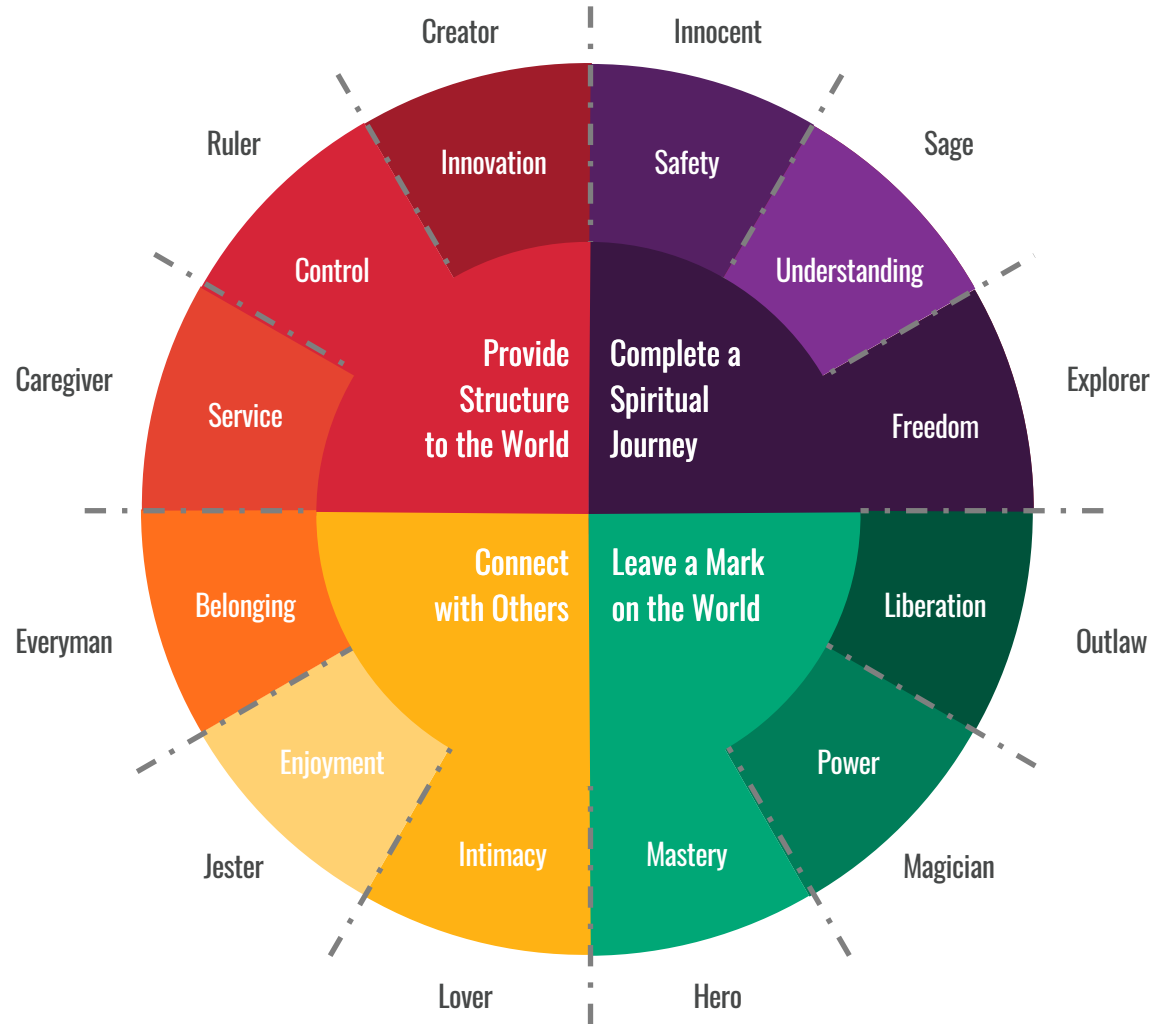 Creator
Innocent
Ruler
Sage
Innovation
Safety
Control
Understanding
Caregiver
Explorer
Provide
Structure
to the World
Complete a
Spiritual
Journey
Service
Freedom
Connect
with Others
Leave a Mark
on the World
Belonging
Liberation
Everyman
Outlaw
Enjoyment
Power
Intimacy
Mastery
Jester
Magician
Lover
Hero